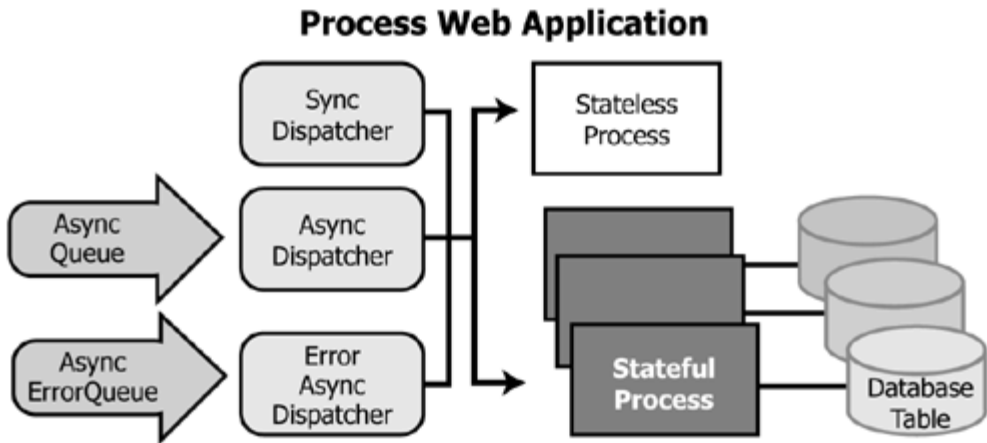 Process Web Application
Sync
Dispatcher
Stateless
Process
Async
Queue
Async
Dispatcher
Async
ErrorQueue
Error
Async
Dispatcher
Stateful
Process
Database
Table